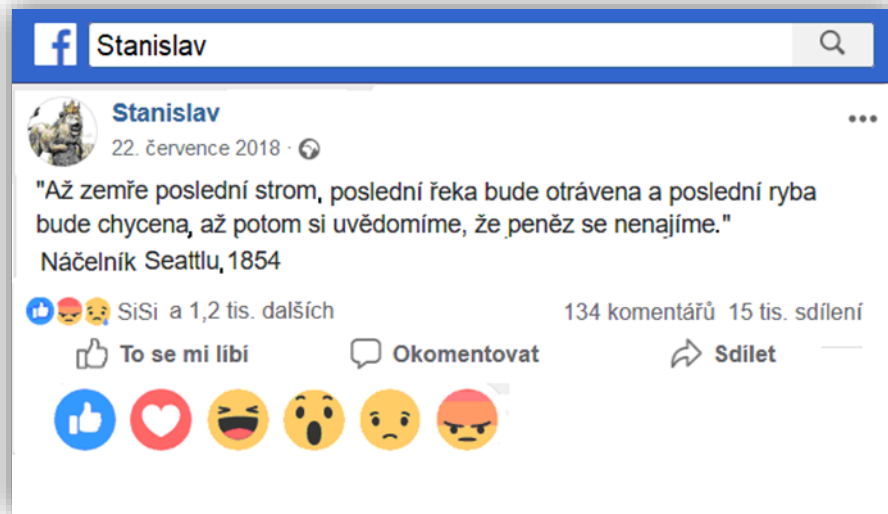 Stanislav
Stanislav
22. července 2018 ·
"Až zemře poslední strom, poslední řeka bude otrávena a poslední ryba
bude chycena, až potom si uvědomíme, že peněz se nenajíme."
Náčelník Seattlu, 1854
SiSi a 1,2 tis. dalších 134 komentářů 15 tis. sdílení
To se mi líbí Okomentovat Sdílet